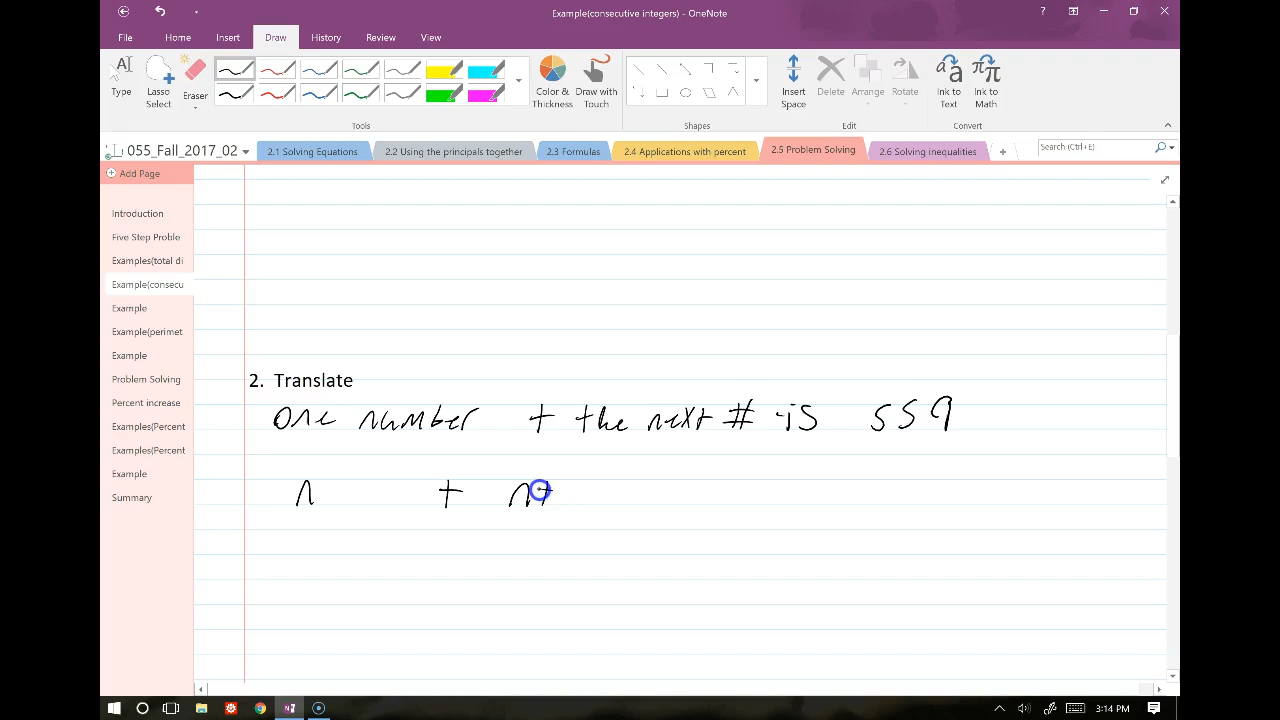 Example(consecutive integers) - OneNote
?
File Home Insert Draw History Review View
Type Lasso Select Eraser Color & Thickness Draw with Touch Insert Space Delete Arrange Rotate Ink to Text Ink to Math
Tools Shapes Edit Convert
055_Fall_2017_02 2.1 Solving Equations 2.2 Using the principals together 2.3 Formulas 2.4 Applications with percent 2.5 Problem Solving 2.6 Solving inequalities + Search (Ctrl+E)
Add Page
Introduction
Five Step Proble
Examples(total di
Example(consecu
Example
Example(perimet
Example
Problem Solving
Percent increase
Examples(Percent
Examples(Percent
Example
Summary
2. Translate
one number + the next # is 559
n + n+
3:14 PM